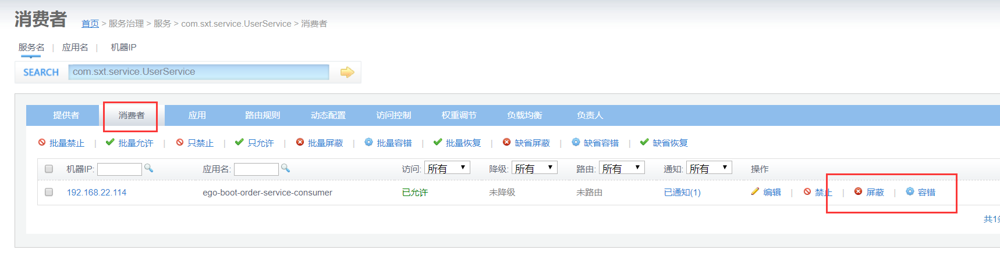 消费者 首页 > 服务治理 > 服务 > com.sxt.service.UserService > 消费者
服务名 | 应用名 | 机器IP
SEARCH com.sxt.service.UserService
提供者 消费者 应用 路由规则 动态配置 访问控制 权重调节 负载均衡 负责人
批量禁止 | 批量允许 | 只禁止 | 只允许 | 批量屏蔽 | 批量容错 | 批量恢复 | 缺省屏蔽 | 缺省容错 | 缺省恢复
机器IP: 应用名: 访问: 所有 降级: 所有 路由: 所有 通知: 所有 操作
192.168.22.114 ego-boot-order-service-consumer 已允许 未降级 未路由 已通知(1) 编辑 | 禁止 | 屏蔽 | 容错
共1